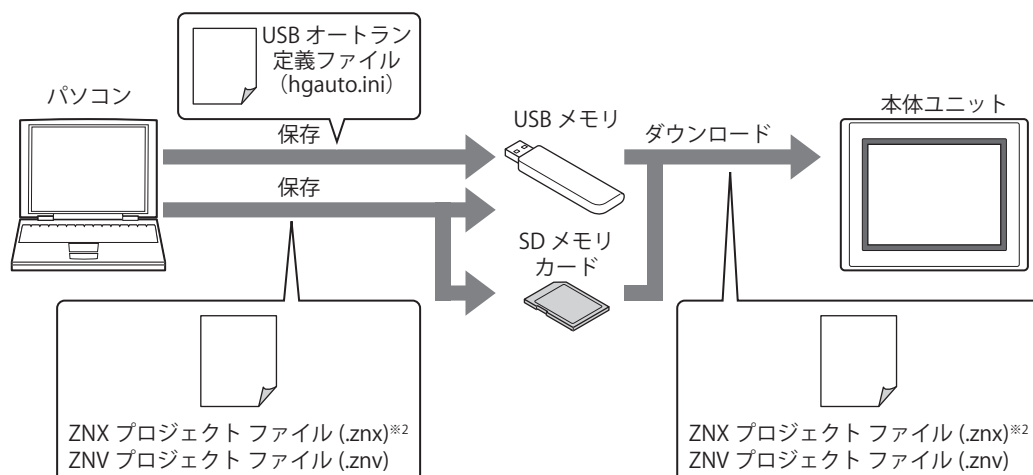 USB オートラン
定義ファイル
（hgauto.ini）
パソコン
保存
保存
USB メモリ
SD メモリ
カード
ダウンロード
本体ユニット
ZNX プロジェクト ファイル (.znx)※2
ZNV プロジェクト ファイル (.znv)
ZNX プロジェクト ファイル (.znx)※2
ZNV プロジェクト ファイル (.znv)